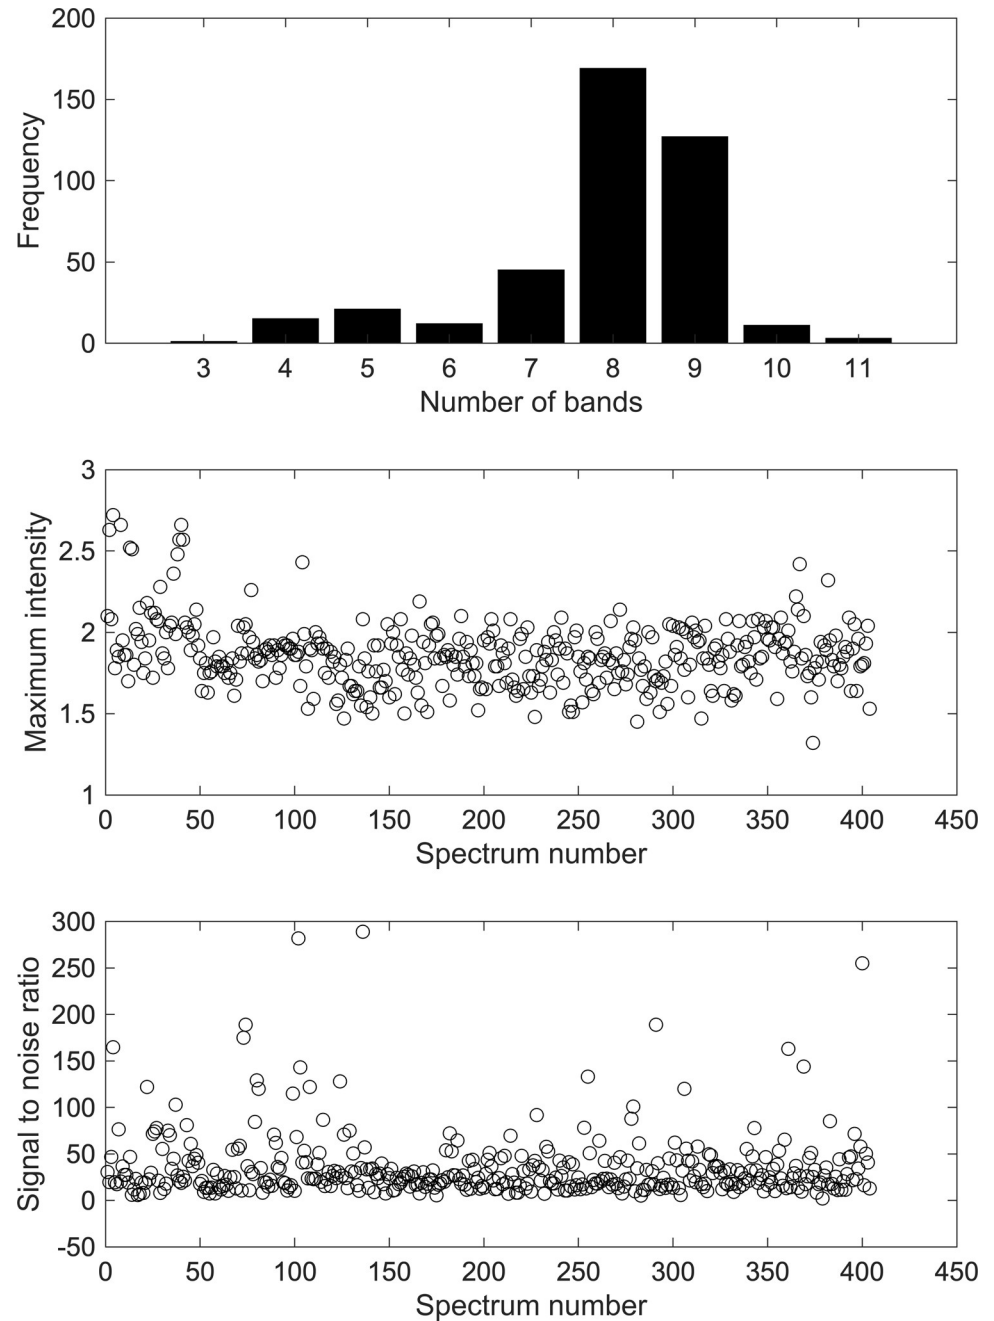 200
150
100
50
0
Frequency
3 4 5 6 7 8 9 10 11
Number of bands
3
2.5
2
1.5
1
Maximum intensity
0 50 100 150 200 250 300 350 400 450
Spectrum number
300
250
200
150
100
50
0
-50
Signal to noise ratio
0 50 100 150 200 250 300 350 400 450
Spectrum number